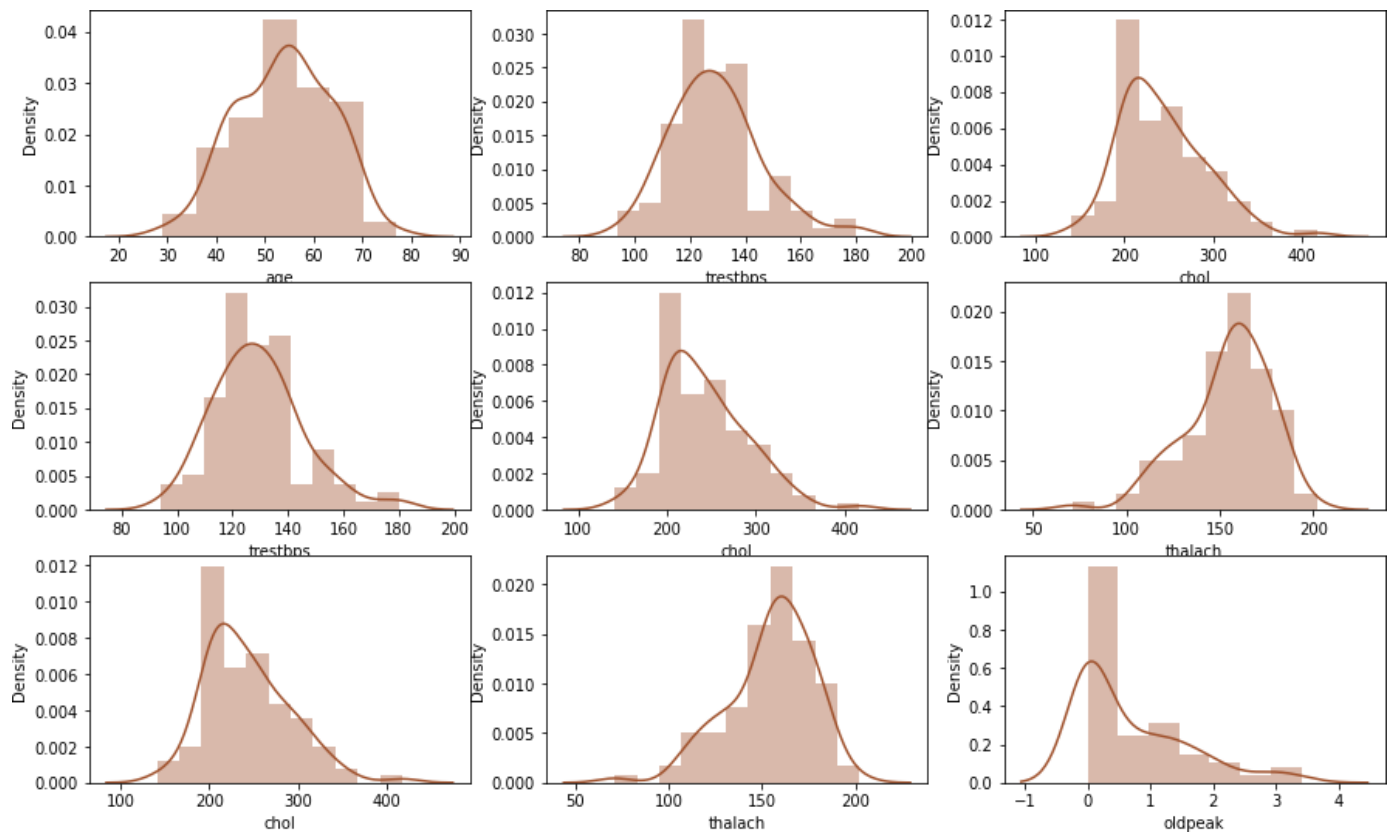 0.04
0.03
0.02
0.01
0.00
Density
20 30 40 50 60 70 80 90
age
0.030
0.025
0.020
0.015
0.010
0.005
0.000
Density
80 100 120 140 160 180 200
trestbps
0.012
0.010
0.008
0.006
0.004
0.002
0.000
Density
100 200 300 400
chol
0.030
0.025
0.020
0.015
0.010
0.005
0.000
Density
80 100 120 140 160 180 200
trestbps
0.012
0.010
0.008
0.006
0.004
0.002
0.000
Density
100 200 300 400
chol
0.020
0.015
0.010
0.005
0.000
Density
50 100 150 200
thalach
0.012
0.010
0.008
0.006
0.004
0.002
0.000
Density
100 200 300 400
chol
0.020
0.015
0.010
0.005
0.000
Density
50 100 150 200
thalach
1.0
0.8
0.6
0.4
0.2
0.0
Density
−1 0 1 2 3 4
oldpeak